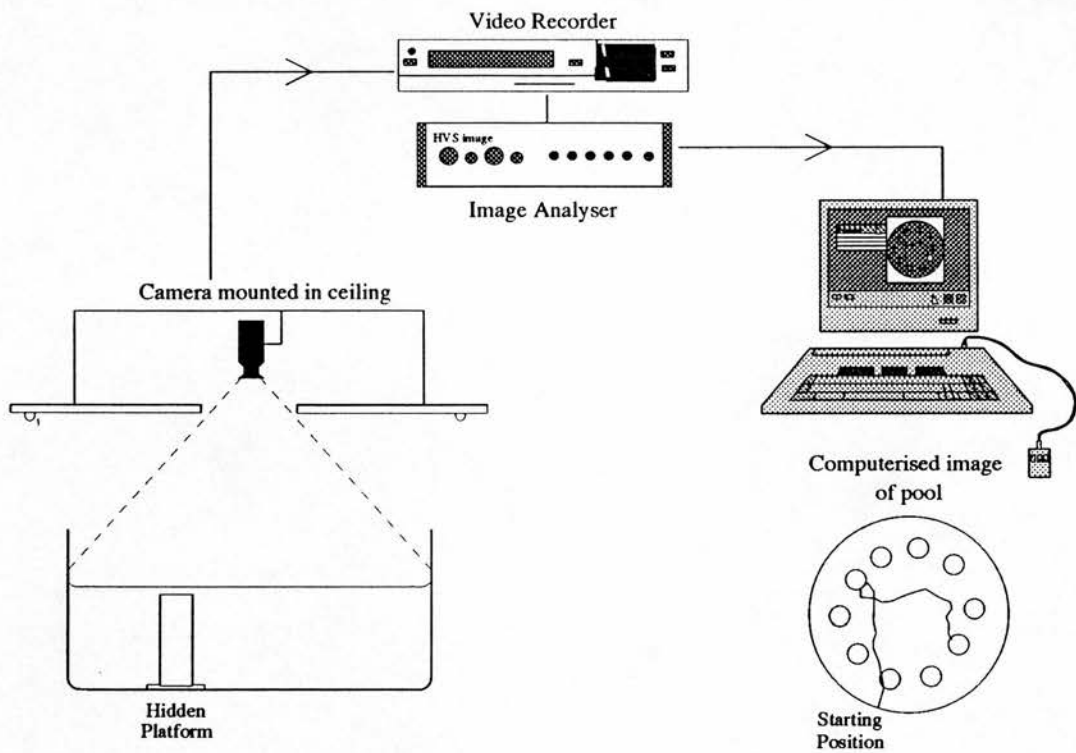 Video Recorder
HVS image
Image Analyser
Camera mounted in ceiling
Computerised image
of pool
Hidden
Platform
Starting
Position